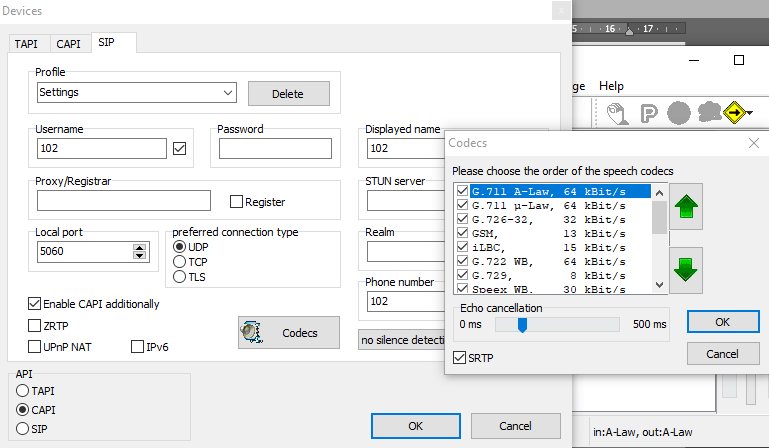 Devices
TAPI CAPI SIP
Profile
Settings
Delete
Username
102
Password
Displayed name
102
Proxy/Registrar
Register
STUN server
Local port
5060
preferred connection type
UDP
TCP
TLS
Realm
Phone number
102
Enable CAPI additionally
ZRTP
UPnP NAT
IPv6
Codecs
no silence detecti
API
TAPI
CAPI
SIP
OK
Cancel
15 16 17
ge Help
P
Codecs
Please choose the order of the speech codecs
G.711 A-Law, 64 kBit/s
G.711 µ-Law, 64 kBit/s
G.726-32, 32 kBit/s
GSM, 13 kBit/s
iLBC, 15 kBit/s
G.722 WB, 64 kBit/s
G.729, 8 kBit/s
Speex WB, 30 kBit/s
Echo cancellation
0 ms 500 ms
SRTP
OK
Cancel
in:A-Law, out:A-Law